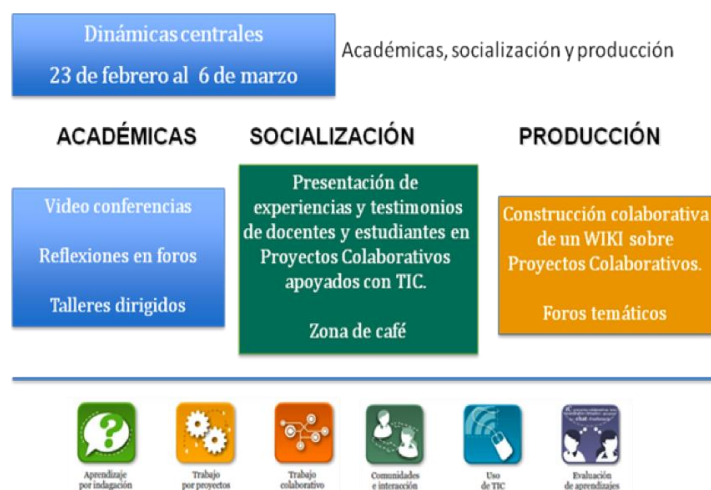 Dinámicas centrales
23 de febrero al 6 de marzo
Académicas, socialización y producción
ACADÉMICAS
SOCIALIZACIÓN
PRODUCCIÓN
Video conferencias
Reflexiones en foros
Talleres dirigidos
Presentación de
experiencias y testimonios
de docentes y estudiantes en
Proyectos Colaborativos
apoyados con TIC.
Zona de café
Construcción colaborativa
de un WIKI sobre
Proyectos Colaborativos.
Foros temáticos
Aprendizaje
por indagación
Trabajo
por proyectos
Trabajo
colaborativo
Comunidades
e interacción
Uso
de TIC
Evaluación
de aprendizajes